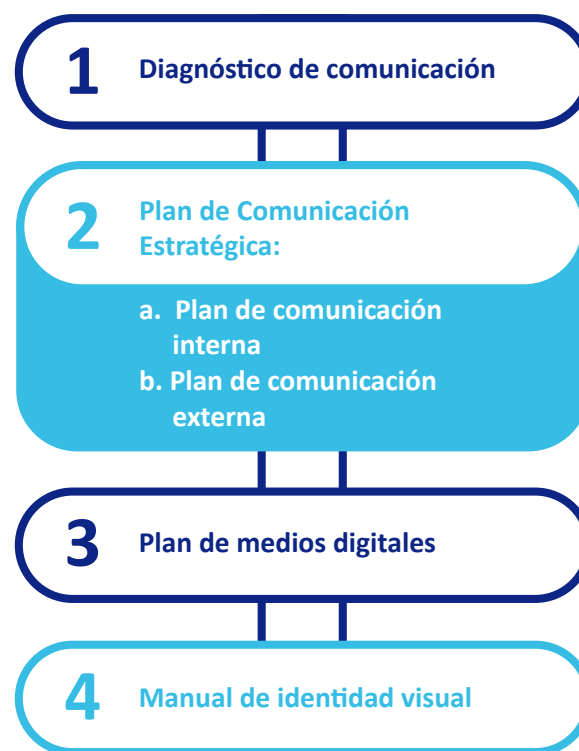 1 Diagnóstico de comunicación
2 Plan de Comunicación
Estratégica:
a. Plan de comunicación
interna
b. Plan de comunicación
externa
3 Plan de medios digitales
4 Manual de identidad visual